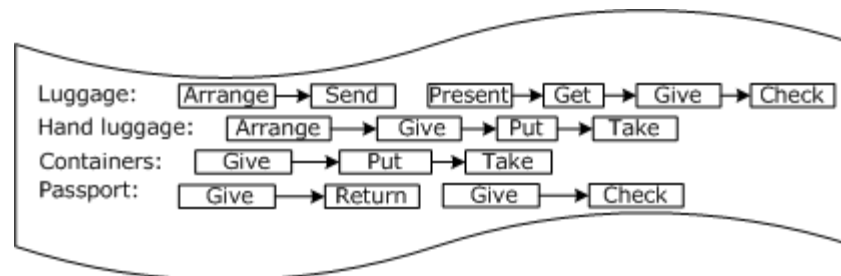 Luggage: Arrange Send Present Get Give Check
Hand luggage: Arrange Give Put Take
Containers: Give Put Take
Passport: Give Return Give Check